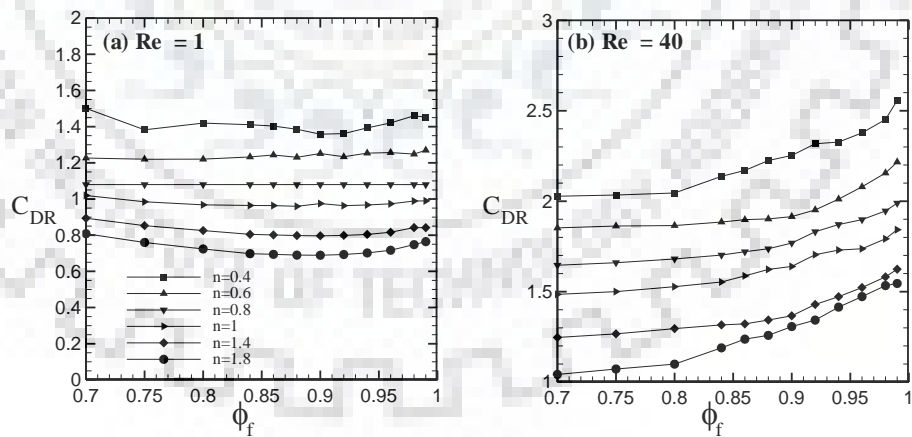 (a) Re = 1
2
1.8
1.6
1.4
1.2
1
0.8
0.6
0.4
0.2
0
C_DR
n=0.4
n=0.6
n=0.8
n=1
n=1.4
n=1.8
0.7 0.75 0.8 0.85 0.9 0.95 1
ϕ_f
(b) Re = 40
3
2.5
2
1.5
1
C_DR
0.7 0.75 0.8 0.85 0.9 0.95 1
ϕ_f